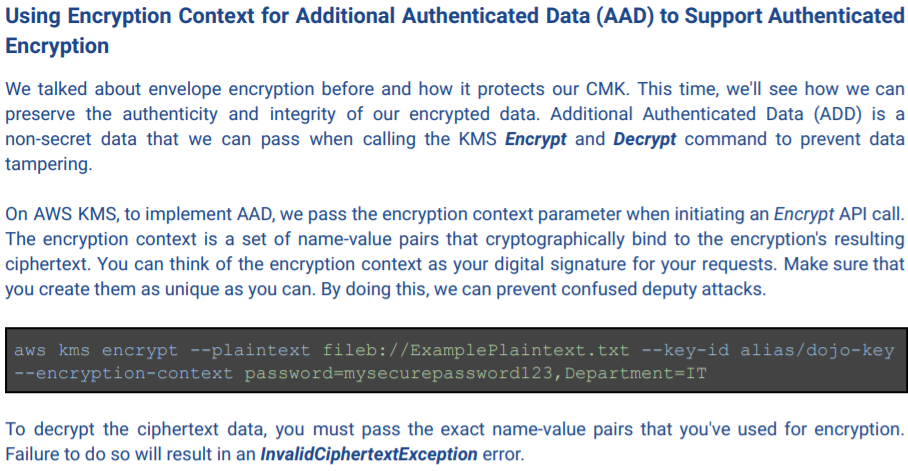 Using Encryption Context for Additional Authenticated Data (AAD) to Support Authenticated
Encryption
We talked about envelope encryption before and how it protects our CMK. This time, we'll see how we can
preserve the authenticity and integrity of our encrypted data. Additional Authenticated Data (ADD) is a
non-secret data that we can pass when calling the KMS Encrypt and Decrypt command to prevent data
tampering.
On AWS KMS, to implement AAD, we pass the encryption context parameter when initiating an Encrypt API call.
The encryption context is a set of name-value pairs that cryptographically bind to the encryption's resulting
ciphertext. You can think of the encryption context as your digital signature for your requests. Make sure that
you create them as unique as you can. By doing this, we can prevent confused deputy attacks.
aws kms encrypt --plaintext fileb://ExamplePlaintext.txt --key-id alias/dojo-key
--encryption-context password=mysecurepassword123,Department=IT
To decrypt the ciphertext data, you must pass the exact name-value pairs that you've used for encryption.
Failure to do so will result in an InvalidCiphertextException error.